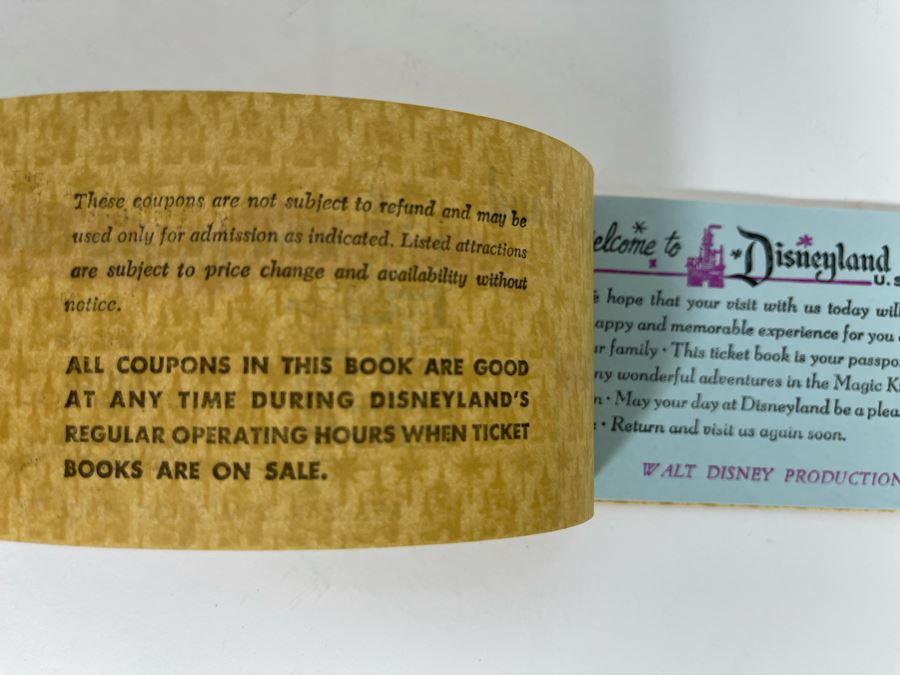 These coupons are not subject to refund and may be
used only for admission as indicated. Listed attractions
are subject to price change and availability without
notice.
ALL COUPONS IN THIS BOOK ARE GOOD
AT ANY TIME DURING DISNEYLAND'S
REGULAR OPERATING HOURS WHEN TICKET
BOOKS ARE ON SALE.
elcome to Disneyland
U.S
hope that your visit with us today will
appy and memorable experience for you
r family • This ticket book is your passpo
ny wonderful adventures in the Magic K
n • May your day at Disneyland be a plea
• Return and visit us again soon.
WALT DISNEY PRODUCTION